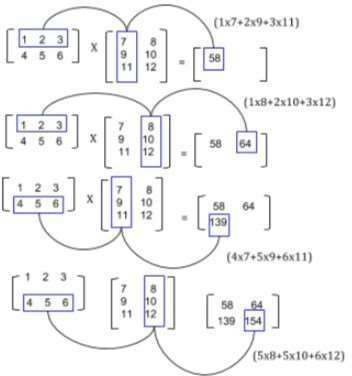 (1x7+2x9+3x11)
1 2 3 7 8
4 5 6 X 9 10 = 58
11 12
(1x8+2x10+3x12)
1 2 3 7 8
4 5 6 X 9 10 = 58 64
11 12
1 2 3 7 8
4 5 6 X 9 10 = 58 64
11 12 139
(4x7+5x9+6x11)
1 2 3 7 8
4 5 6 9 10 58 64
11 12 139 154
(5x8+5x10+6x12)